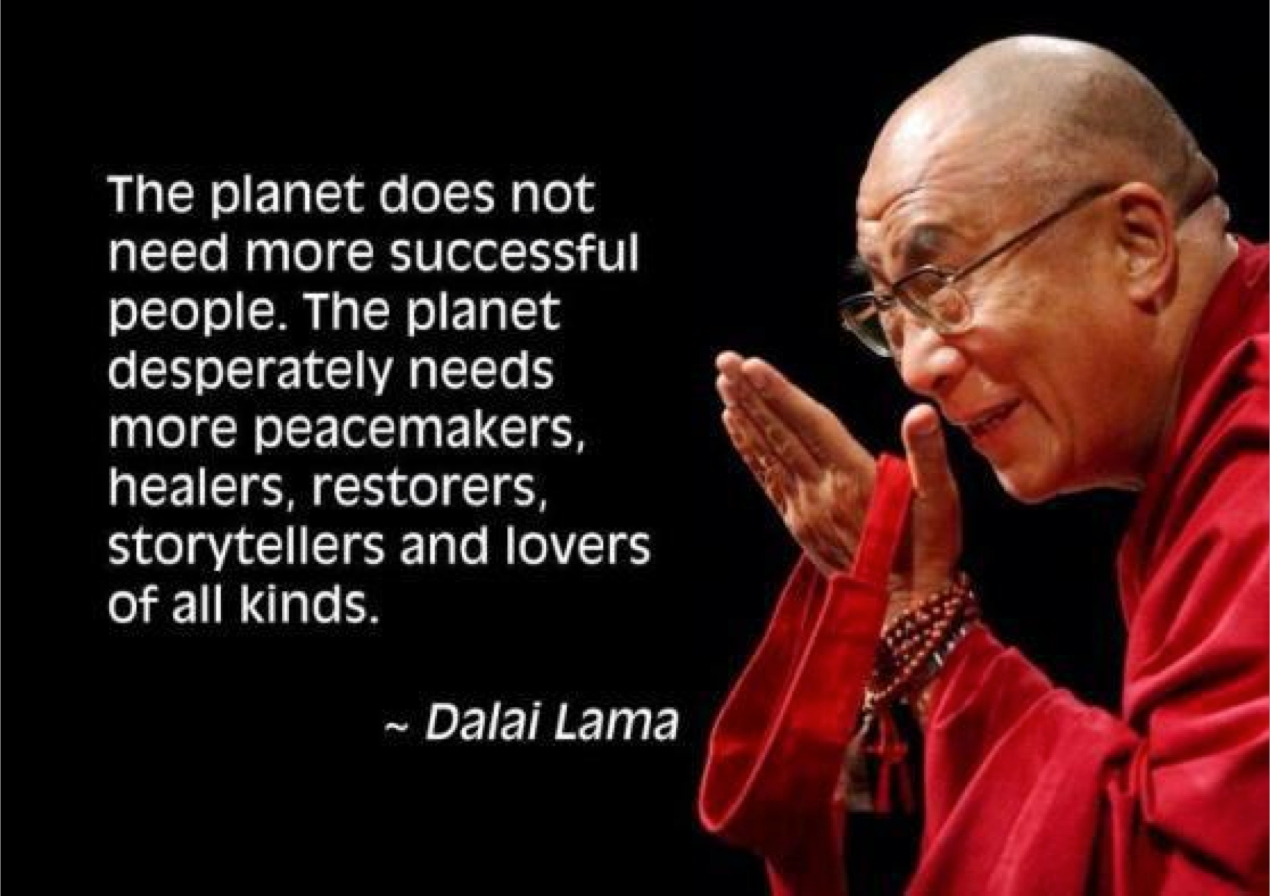 The planet does not
need more successful
people. The planet
desperately needs
more peacemakers,
healers, restorers,
storytellers and lovers
of all kinds.
~ Dalai Lama